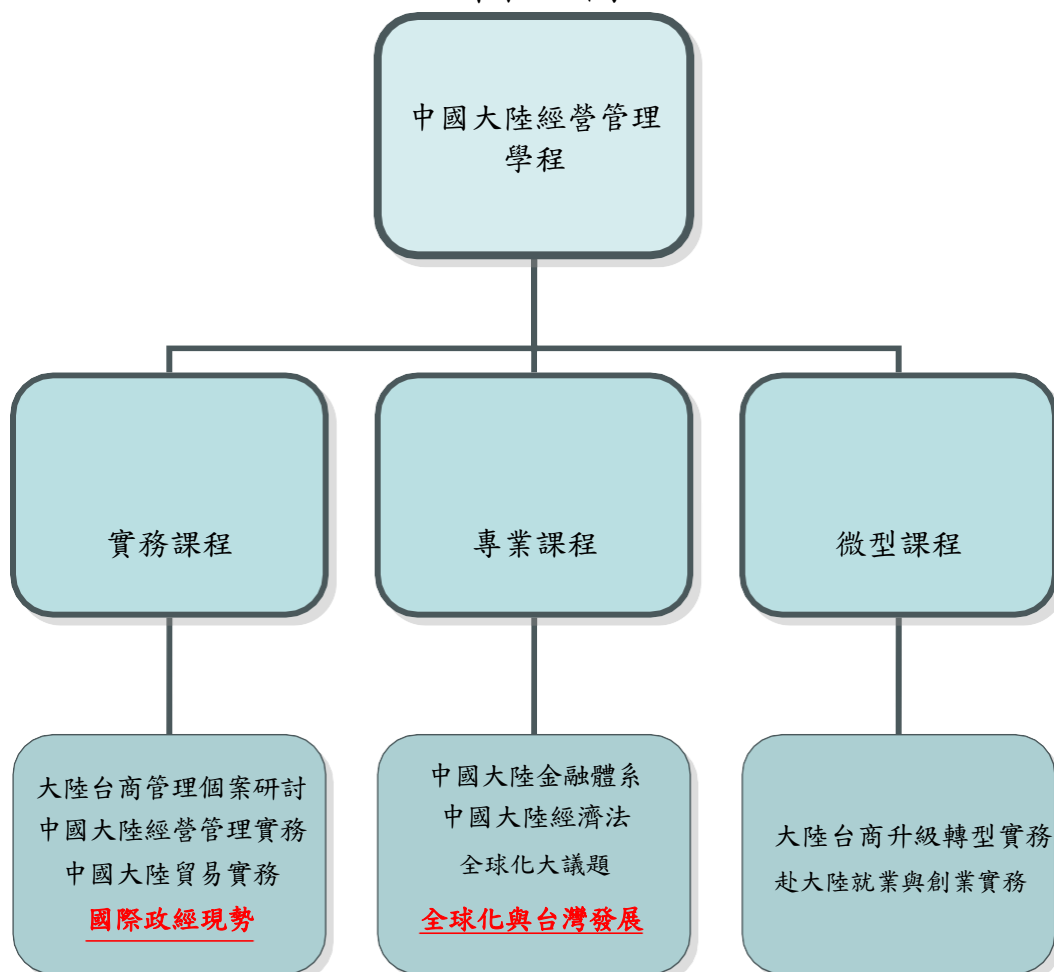 中國大陸經營管理
學程
實務課程
專業課程
微型課程
大陸台商管理個案研討
中國大陸經營管理實務
中國大陸貿易實務
國際政經現勢
中國大陸金融體系
中國大陸經濟法
全球化大議題
全球化與台灣發展
大陸台商升級轉型實務
赴大陸就業與創業實務